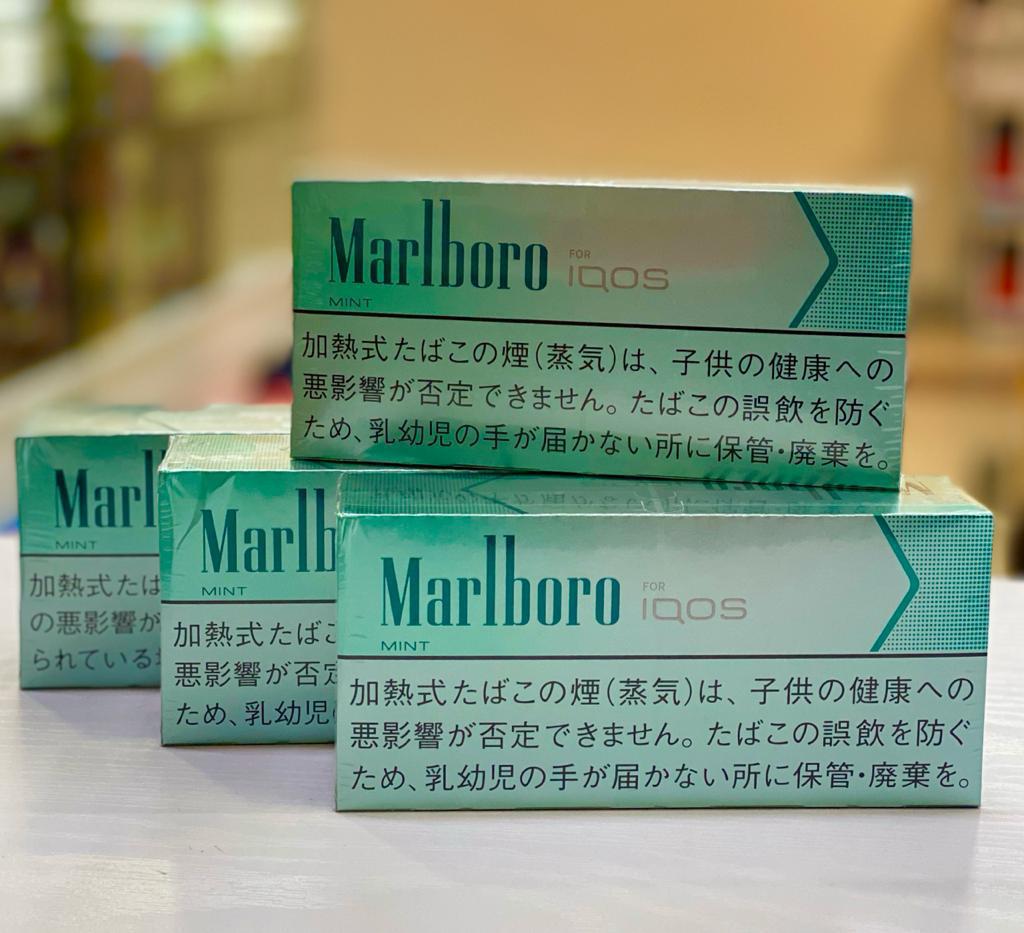 Marlboro FOR IQOS
MINT
加熱式たばこの煙(蒸気)は、子供の健康への
悪影響が否定できません。たばこの誤飲を防ぐ
ため、乳幼児の手が届かない所に保管・廃棄を。
Marl
MINT
加熱式たは
の悪影響が
られている
Marlb
MINT
加熱式たばこ
悪影響が否定
ため、乳幼児
Marlboro FOR IQOS
MINT
加熱式たばこの煙(蒸気)は、子供の健康への
悪影響が否定できません。たばこの誤飲を防ぐ
ため、乳幼児の手が届かない所に保管・廃棄を。